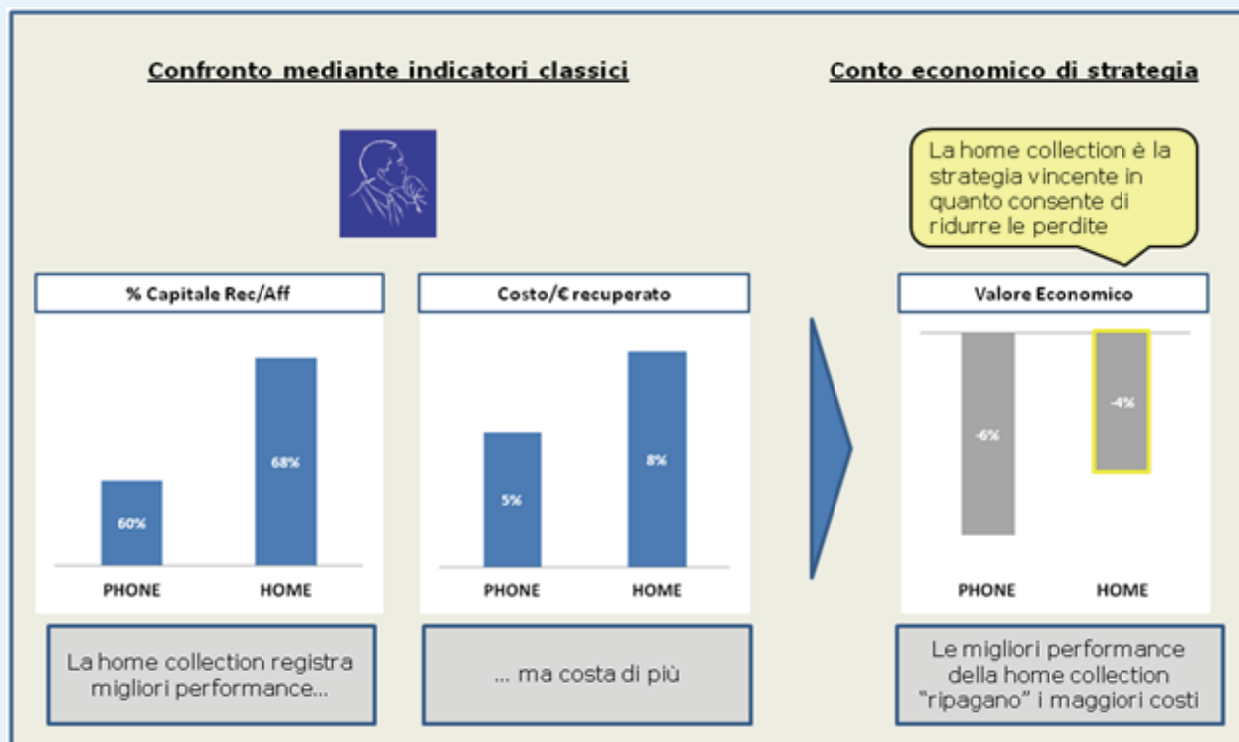 Confronto mediante indicatori classici
Conto economico di strategia
La home collection è la
strategia vincente in
quanto consente di
ridurre le perdite
% Capitale Rec/Aff
60%
68%
PHONE
HOME
Costo/€ recuperato
5%
8%
PHONE
HOME
Valore Economico
-6%
-4%
PHONE
HOME
La home collection registra
migliori performance...
... ma costa di più
Le migliori performance
della home collection
"ripagano" i maggiori costi